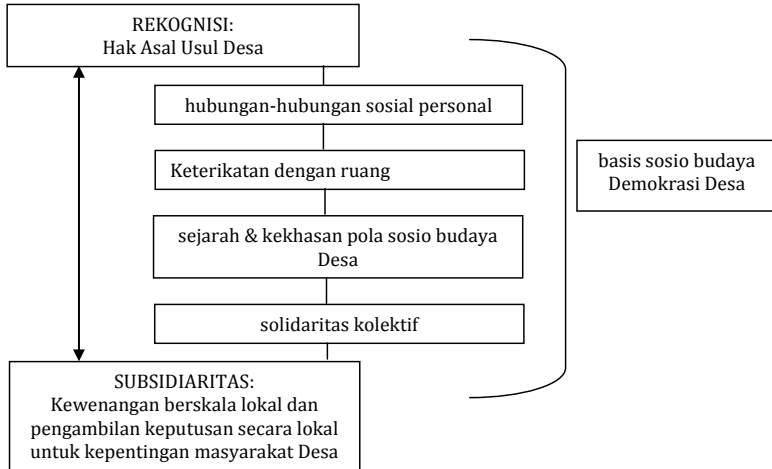 REKOGNISI:
Hak Asal Usul Desa
hubungan-hubungan sosial personal
Keterikatan dengan ruang
sejarah & kekhasan pola sosio budaya
Desa
solidaritas kolektif
SUBSIDIARITAS:
Kewenangan berskala lokal dan
pengambilan keputusan secara lokal
untuk kepentingan masyarakat Desa
basis sosio budaya
Demokrasi Desa